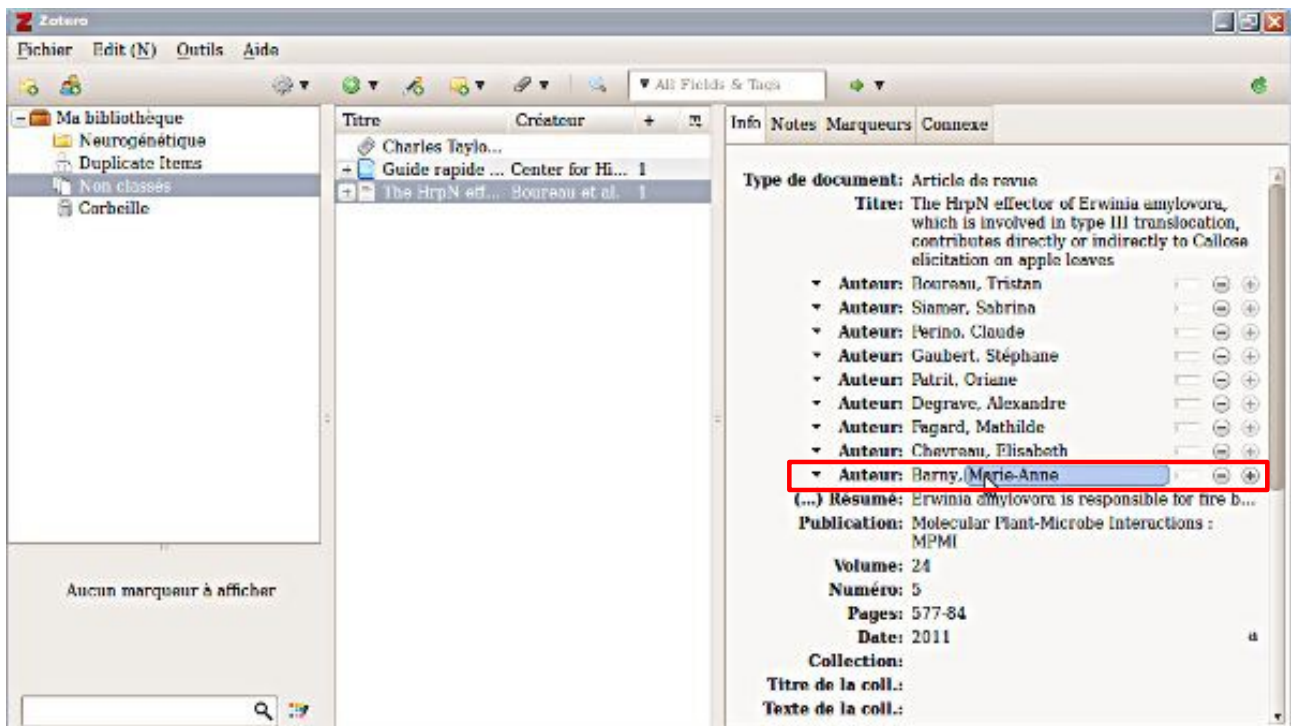 Zotero
Fichier Edit (N) Outils Aide
All Fields & Tags
Ma bibliothèque
Neurogénétique
Duplicate Items
Non classés
Corbeille
Aucun marqueur à afficher
Titre Créateur +
Charles Taylo...
Guide rapide ... Center for Hi... 1
The HrpN eff... Boureau et al. 1
Info Notes Marqueurs Connexe
Type de document: Article de revue
Titre: The HrpN effector of Erwinia amylovora,
which is involved in type III translocation,
contributes directly or indirectly to Callose
elicitation on apple leaves
Auteur: Boureau, Tristan
Auteur: Siamer, Sabrina
Auteur: Perino, Claude
Auteur: Gaubert, Stéphane
Auteur: Patrit, Oriane
Auteur: Degrave, Alexandre
Auteur: Fagard, Mathilde
Auteur: Chevreau, Elisabeth
Auteur: Barny, Marie-Anne
(...) Résumé: Erwinia amylovora is responsible for fire b...
Publication: Molecular Plant-Microbe Interactions :
MPMI
Volume: 24
Numéro: 5
Pages: 577-84
Date: 2011
Collection:
Titre de la coll.:
Texte de la coll.: